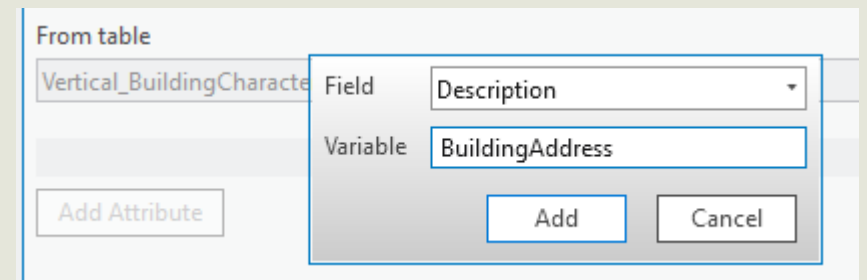 From table
Vertical_BuildingCharacte
Field
Description
Variable
BuildingAddress
Add Attribute
Add
Cancel